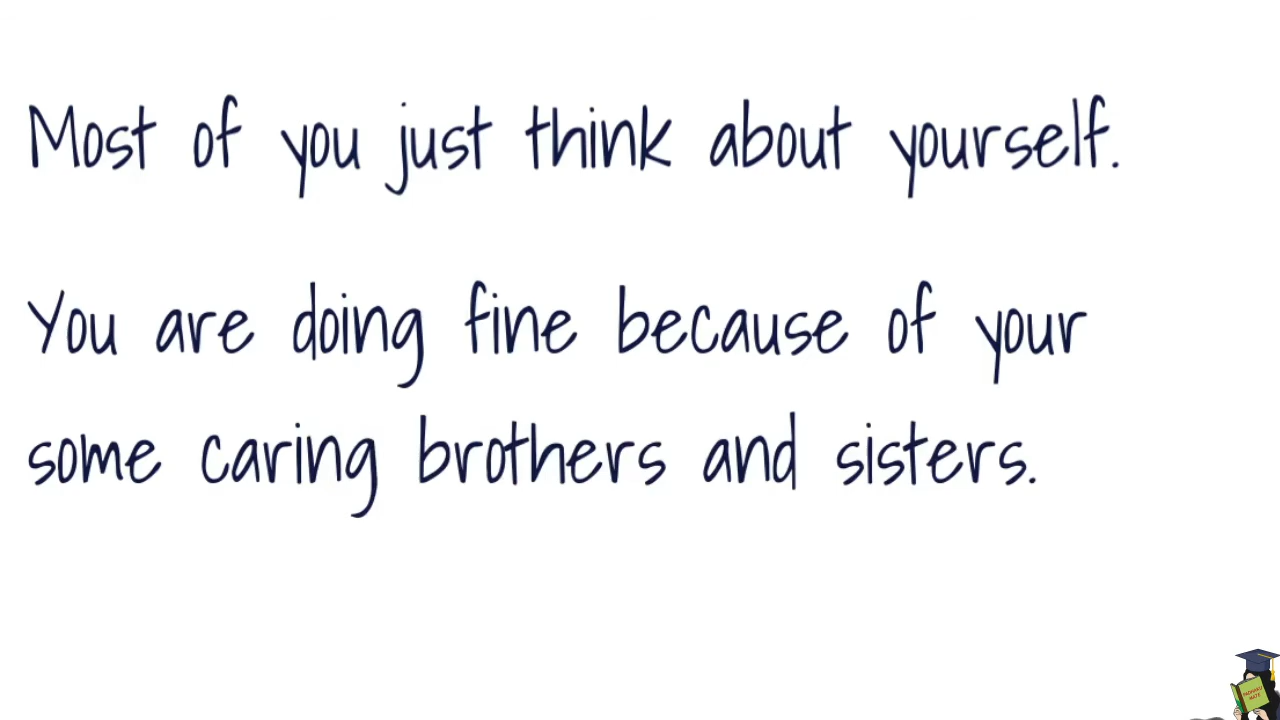 Most of you just think about yourself.
You are doing fine because of your
some caring brothers and sisters.